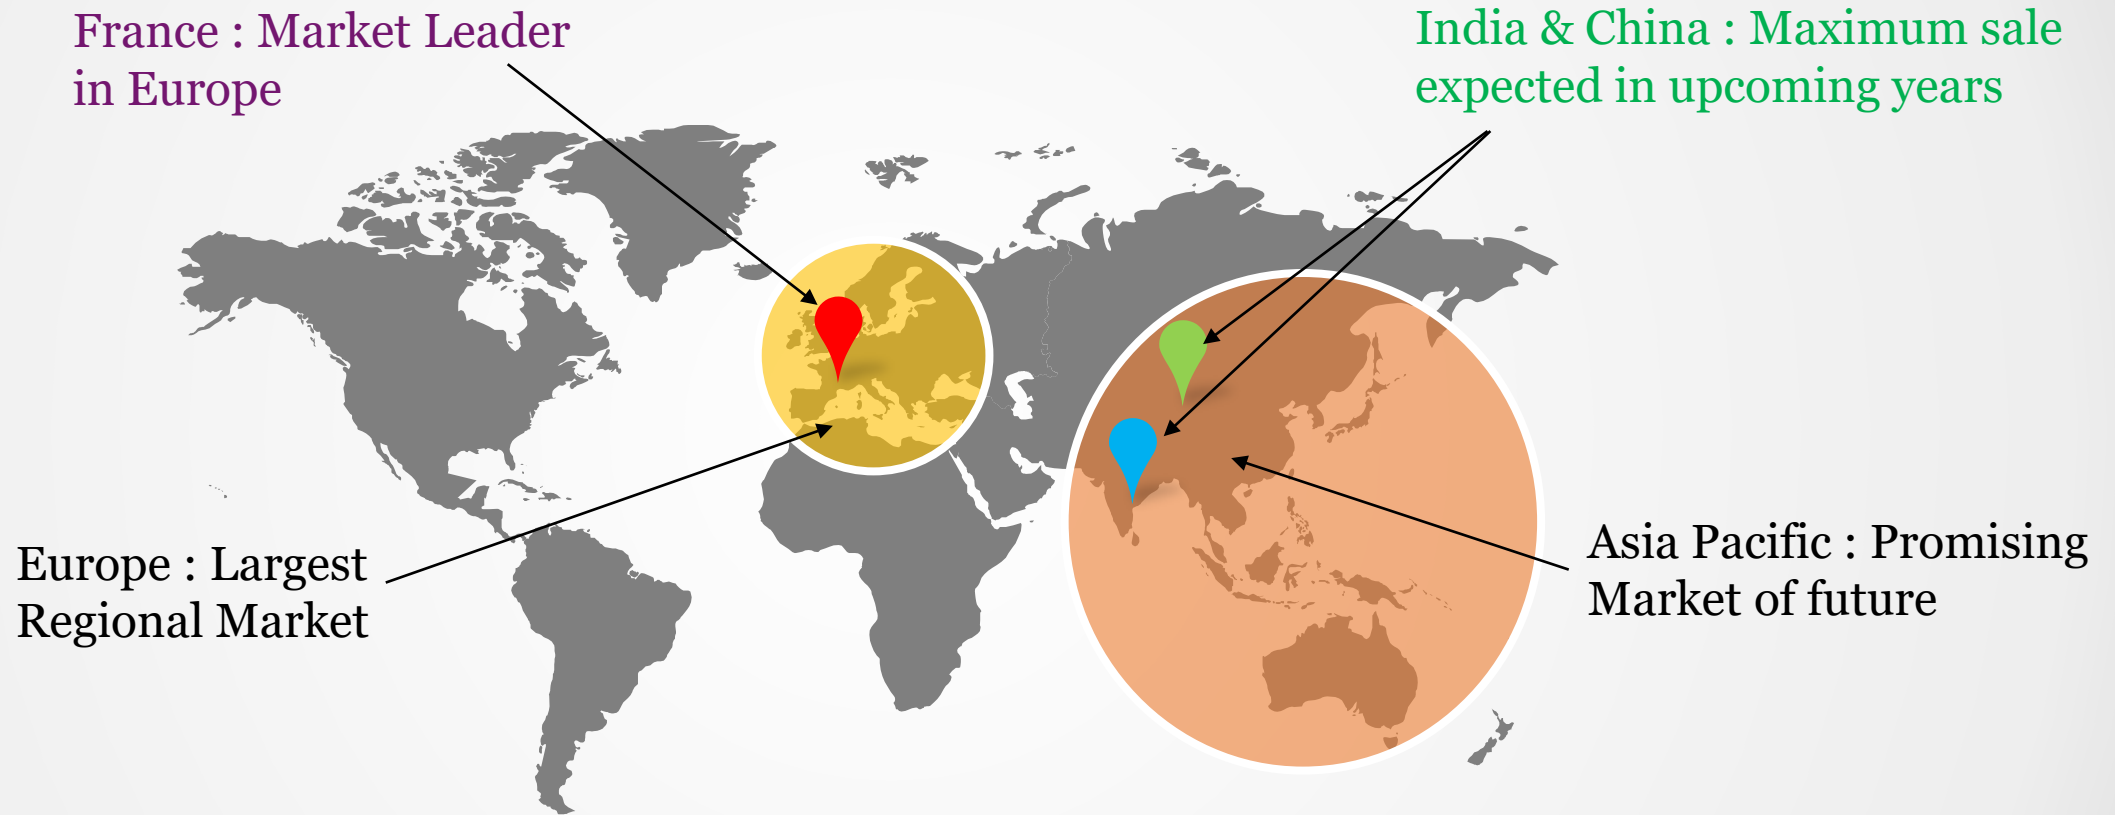 France : Market Leader
in Europe
India & China : Maximum sale
expected in upcoming years
Europe : Largest
Regional Market
Asia Pacific : Promising
Market of future